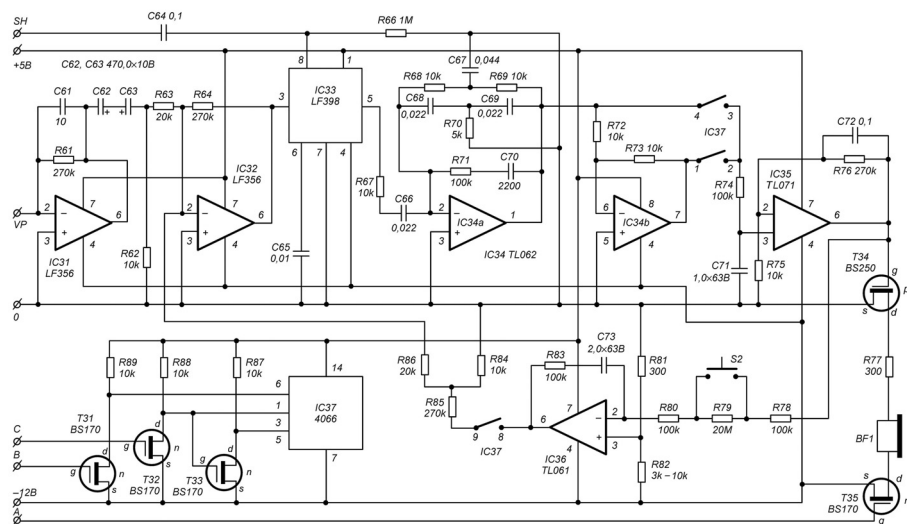 SH
C64 0,1
R66 1M
+5B
C62, C63 470,0×10B
C67
0,044
R68 10k
R69 10k
8
1
C61
10
C62
C63
+
+
R63
20k
R64
270k
3
IC33
LF398
5
C68
0,022
C69
0,022
R70
5k
4
3
IC37
C72 0,1
R61
270k
IC32
LF356
6
7
4
R67
10k
R71
100k
C70
2200
R72
10k
R73 10k
1
2
R74
100k
IC35
TL071
R76 270k
VP
2
−
7
6
+
3
4
IC31
LF356
2
−
7
6
+
3
4
R62
10k
C65
0,01
C66
0,022
2
−
IC34a
1
+
3
IC34 TL062
6
−
8
IC34b
7
+
5
4
2
−
7
6
+
3
4
C71
1,0×63B
R75
10k
T34
BS250
g
p
s
d
0
R89
10k
R88
10k
R87
10k
14
6
1
3
5
IC37
4066
7
R86
20k
R84
10k
R85
270k
9
8
IC37
R83
100k
C73
2,0×63B
6
7
−
2
+
3
4
IC36
TL061
R81
300
R82
3k–10k
R80
100k
S2
R79
20M
R78
100k
R77
300
BF1
T31
BS170
C
B
g
d
n
s
T32
BS170
g
d
n
s
T33
BS170
g
d
n
s
−12B
A
T35
BS170
s
d
g